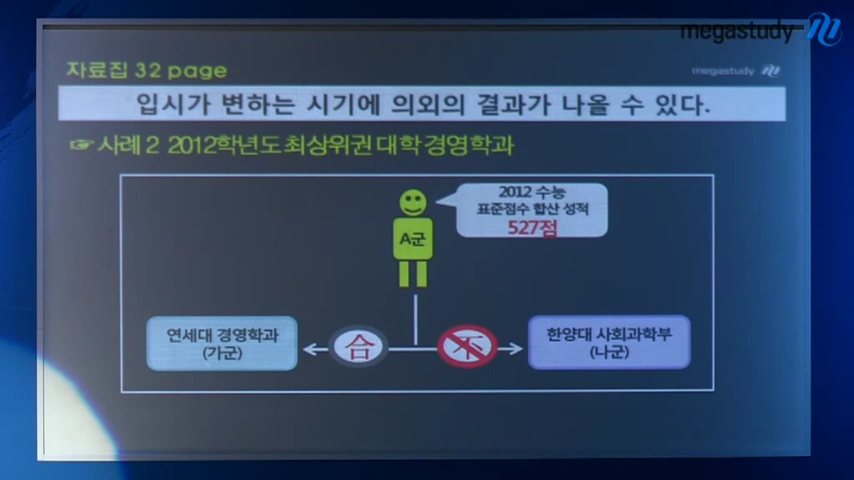 megastudy
자료집 32 page
megastudy
입시가 변하는 시기에 의외의 결과가 나올 수 있다.
☞ 사례 2 2012학년도 최상위권 대학 경영학과
2012 수능
표준점수 합산 성적
527점
A군
연세대 경영학과
(가군)
合
不
한양대 사회과학부
(나군)